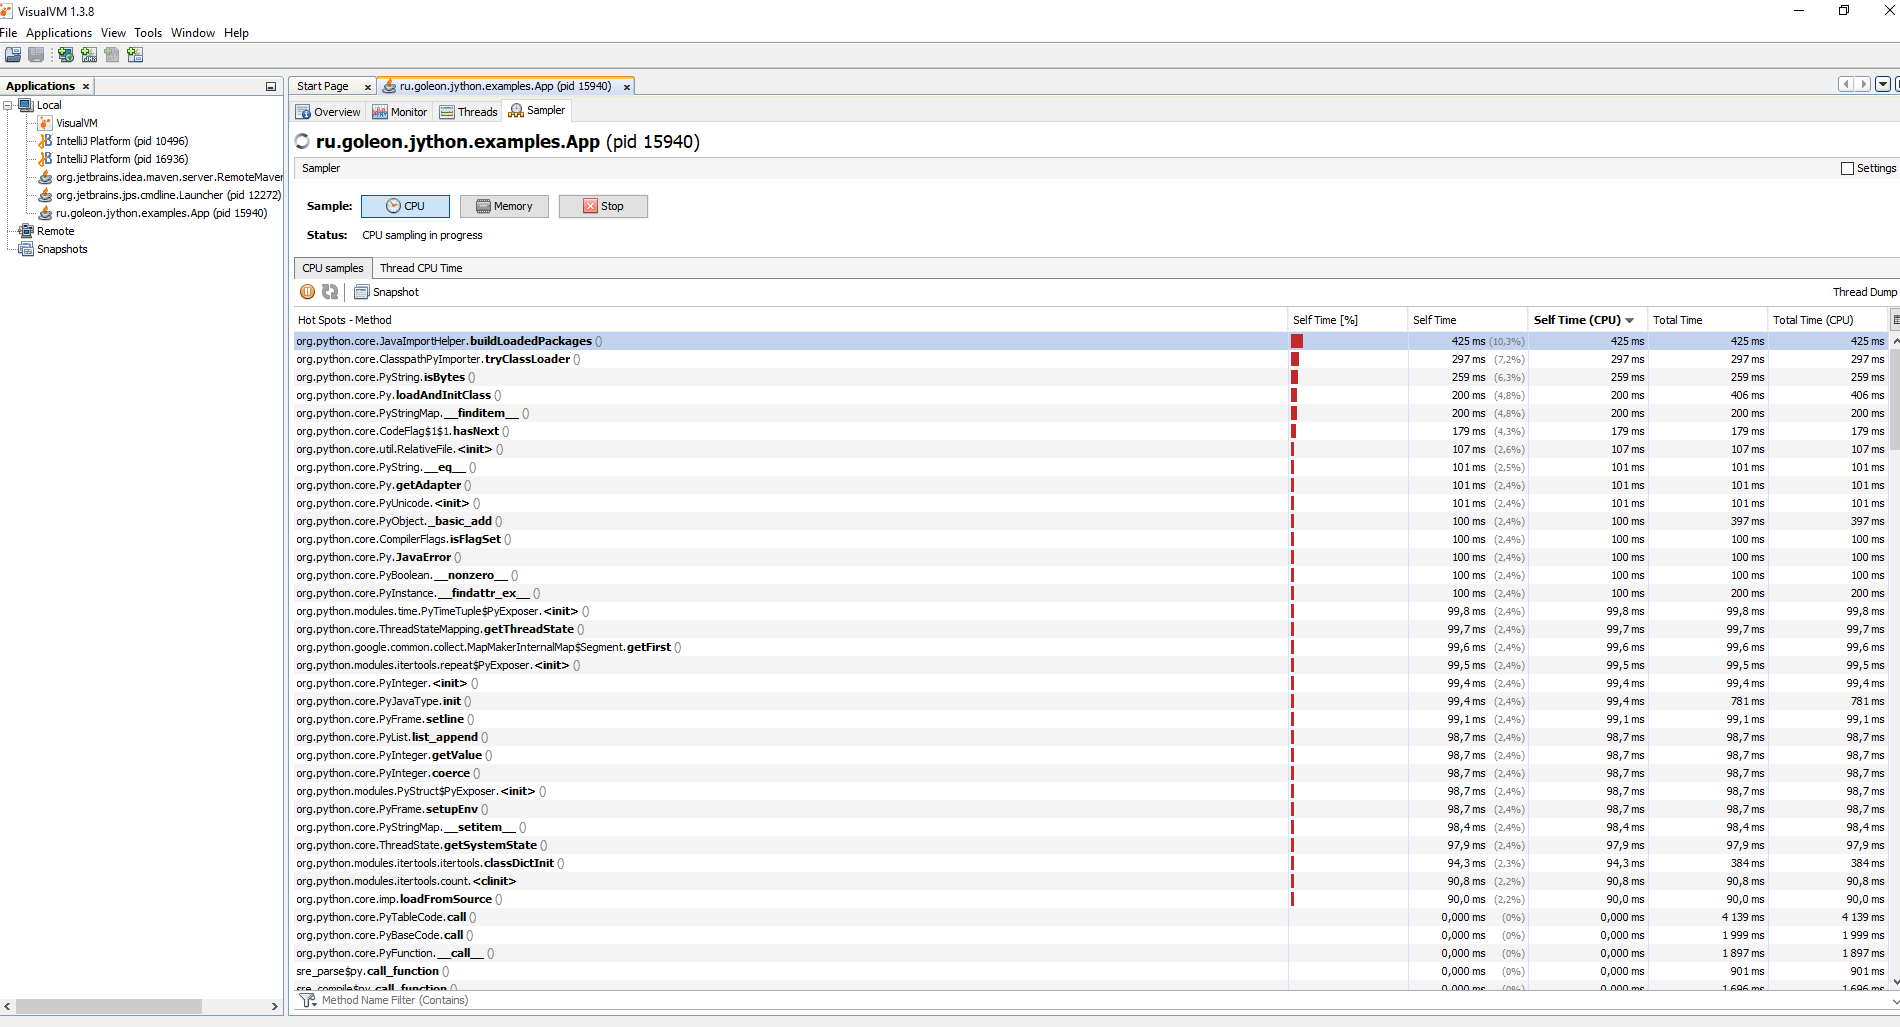 VisualVM 1.3.8
File Applications View Tools Window Help
Applications
Local
VisualVM
IntelliJ Platform (pid 10496)
IntelliJ Platform (pid 16936)
org.jetbrains.idea.maven.server.RemoteMaver
org.jetbrains.jps.cmdline.Launcher (pid 12272)
ru.goleon.jython.examples.App (pid 15940)
Remote
Snapshots
Start Page ru.goleon.jython.examples.App (pid 15940)
Overview Monitor Threads Sampler
ru.goleon.jython.examples.App (pid 15940)
Sampler Settings
Sample: CPU Memory Stop
Status: CPU sampling in progress
CPU samples Thread CPU Time
Snapshot Thread Dump
Hot Spots - Method Self Time [%] Self Time Self Time (CPU) Total Time Total Time (CPU)
org.python.core.JavaImportHelper.buildLoadedPackages () 425 ms (10,3%) 425 ms 425 ms 425 ms
org.python.core.ClasspathPyImporter.tryClassLoader () 297 ms (7,2%) 297 ms 297 ms 297 ms
org.python.core.PyString.isBytes () 259 ms (6,3%) 259 ms 259 ms 259 ms
org.python.core.Py.loadAndInitClass () 200 ms (4,8%) 200 ms 406 ms 406 ms
org.python.core.PyStringMap.__finditem__ () 200 ms (4,8%) 200 ms 200 ms 200 ms
org.python.core.CodeFlag$1$1.hasNext () 179 ms (4,3%) 179 ms 179 ms 179 ms
org.python.core.util.RelativeFile.<init> () 107 ms (2,6%) 107 ms 107 ms 107 ms
org.python.core.PyString.__eq__ () 101 ms (2,5%) 101 ms 101 ms 101 ms
org.python.core.Py.getAdapter () 101 ms (2,4%) 101 ms 101 ms 101 ms
org.python.core.PyUnicode.<init> () 101 ms (2,4%) 101 ms 101 ms 101 ms
org.python.core.PyObject._basic_add () 100 ms (2,4%) 100 ms 397 ms 397 ms
org.python.core.CompilerFlags.isFlagSet () 100 ms (2,4%) 100 ms 100 ms 100 ms
org.python.core.Py.JavaError () 100 ms (2,4%) 100 ms 100 ms 100 ms
org.python.core.PyBoolean.__nonzero__ () 100 ms (2,4%) 100 ms 100 ms 100 ms
org.python.core.PyInstance.__findattr_ex__ () 100 ms (2,4%) 100 ms 200 ms 200 ms
org.python.modules.time.PyTimeTuple$PyExposer.<init> () 99,8 ms (2,4%) 99,8 ms 99,8 ms 99,8 ms
org.python.core.ThreadStateMapping.getThreadState () 99,7 ms (2,4%) 99,7 ms 99,7 ms 99,7 ms
org.python.google.common.collect.MapMakerInternalMap$Segment.getFirst () 99,6 ms (2,4%) 99,6 ms 99,6 ms 99,6 ms
org.python.modules.itertools.repeat$PyExposer.<init> () 99,5 ms (2,4%) 99,5 ms 99,5 ms 99,5 ms
org.python.core.PyInteger.<init> () 99,4 ms (2,4%) 99,4 ms 99,4 ms 99,4 ms
org.python.core.PyJavaType.init () 99,4 ms (2,4%) 99,4 ms 781 ms 781 ms
org.python.core.PyFrame.setline () 99,1 ms (2,4%) 99,1 ms 99,1 ms 99,1 ms
org.python.core.PyList.list_append () 98,7 ms (2,4%) 98,7 ms 98,7 ms 98,7 ms
org.python.core.PyInteger.getValue () 98,7 ms (2,4%) 98,7 ms 98,7 ms 98,7 ms
org.python.core.PyInteger.coerce () 98,7 ms (2,4%) 98,7 ms 98,7 ms 98,7 ms
org.python.modules.PyStruct$PyExposer.<init> () 98,7 ms (2,4%) 98,7 ms 98,7 ms 98,7 ms
org.python.core.PyFrame.setupEnv () 98,7 ms (2,4%) 98,7 ms 98,7 ms 98,7 ms
org.python.core.PyStringMap.__setitem__ () 98,4 ms (2,4%) 98,4 ms 98,4 ms 98,4 ms
org.python.core.ThreadState.getSystemState () 97,9 ms (2,4%) 97,9 ms 97,9 ms 97,9 ms
org.python.modules.itertools.itertools.classDictInit () 94,3 ms (2,3%) 94,3 ms 384 ms 384 ms
org.python.modules.itertools.count.<clinit> 90,8 ms (2,2%) 90,8 ms 90,8 ms 90,8 ms
org.python.core.imp.loadFromSource () 90,0 ms (2,2%) 90,0 ms 90,0 ms 90,0 ms
org.python.core.PyTableCode.call () 0,000 ms (0%) 0,000 ms 4 139 ms 4 139 ms
org.python.core.PyBaseCode.call () 0,000 ms (0%) 0,000 ms 1 999 ms 1 999 ms
org.python.core.PyFunction.__call__ () 0,000 ms (0%) 0,000 ms 1 897 ms 1 897 ms
sre_parse$py.call_function () 0,000 ms (0%) 0,000 ms 901 ms 901 ms
sre_compile$py.call_function () 0,000 ms (0%) 0,000 ms 1 696 ms 1 696 ms
Method Name Filter (Contains)